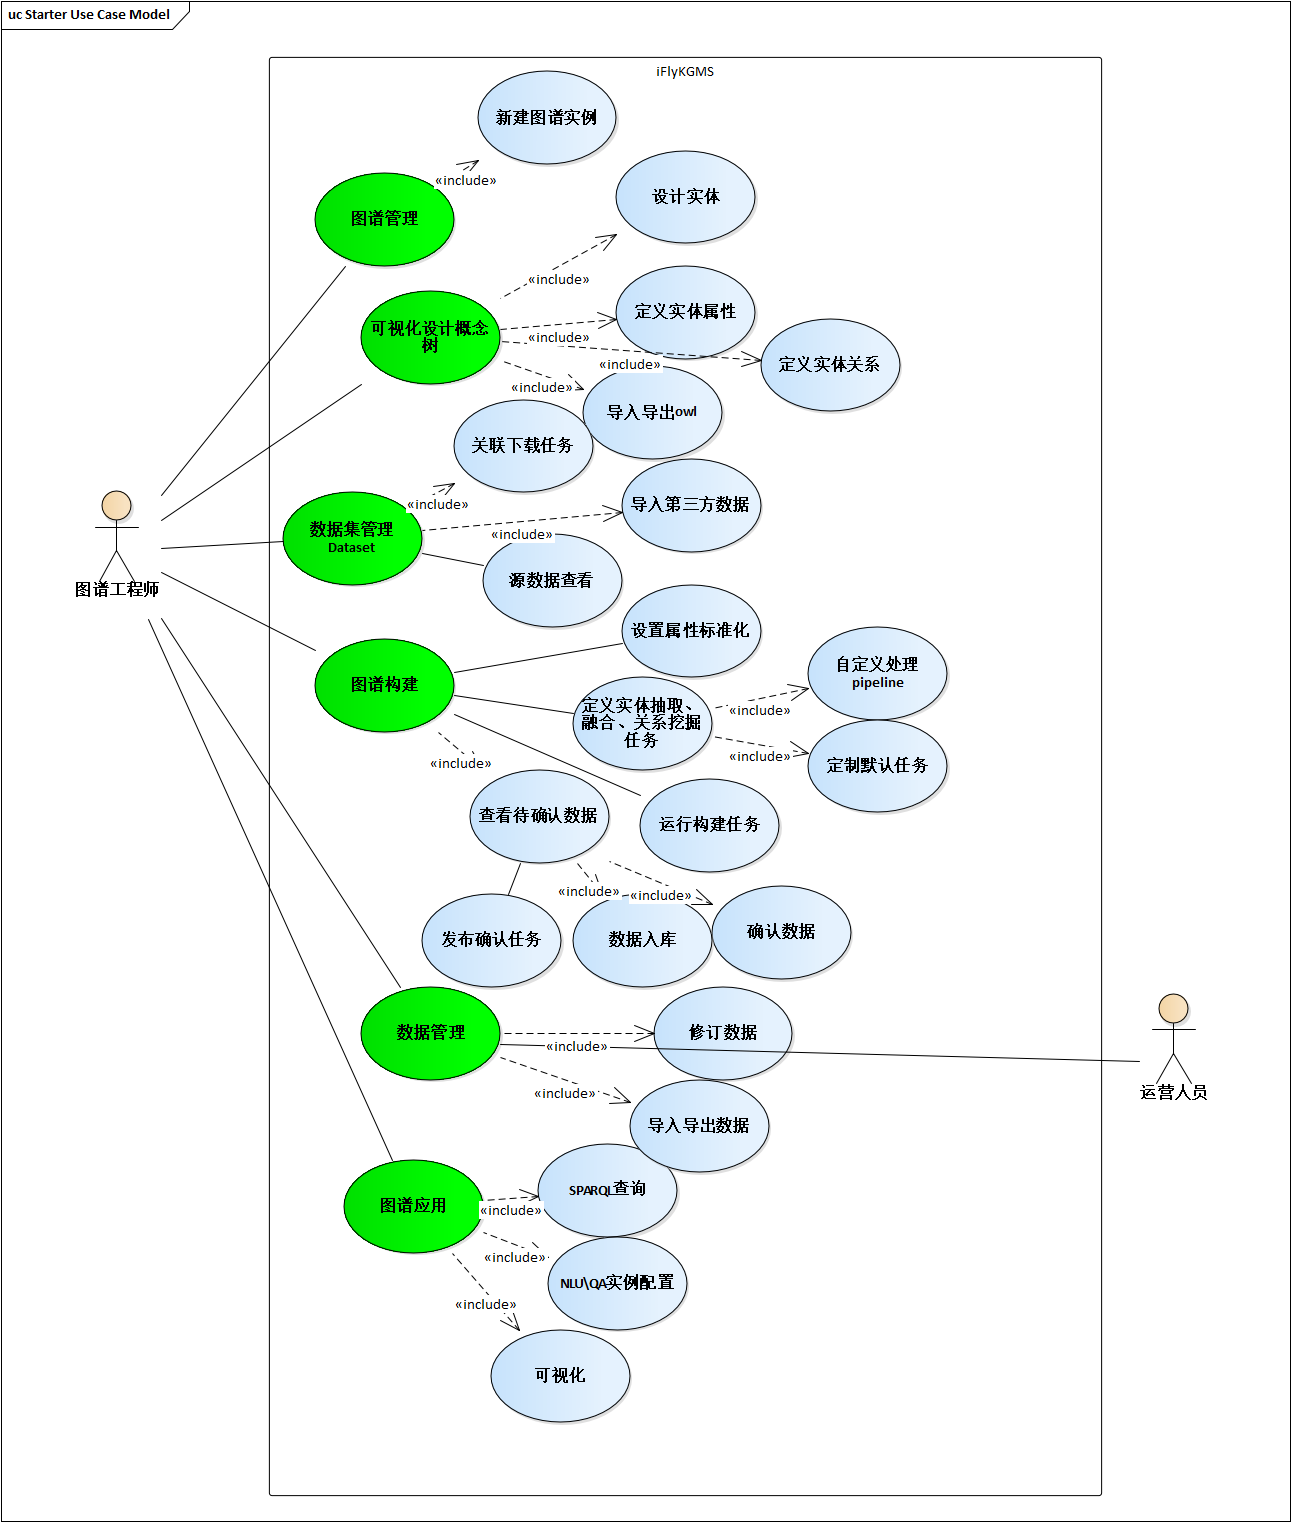 uc Starter Use Case Model
iFlyKGMS
新建图谱实例
«include»
图谱管理
设计实体
«include»
定义实体属性
可视化设计概念
树
«include»
«include»
定义实体关系
«include»
导入导出owl
关联下载任务
«include»
导入第三方数据
数据集管理
Dataset
«include»
源数据查看
图谱工程师
设置属性标准化
自定义处理
pipeline
图谱构建
定义实体抽取、
融合、关系挖掘
任务
«include»
«include»
定制默认任务
«include»
查看待确认数据
运行构建任务
«include»
«include»
发布确认任务
数据入库
确认数据
数据管理
修订数据
«include»
运营人员
«include»
导入导出数据
SPARQL查询
图谱应用
«include»
«include»
NLU\QA实例配置
«include»
可视化